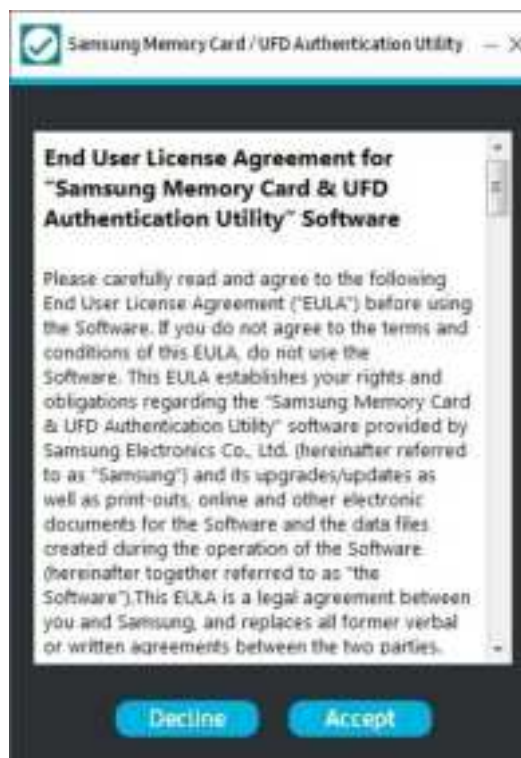 Samsung Memory Card / UFD Authentication Utility
End User License Agreement for
"Samsung Memory Card & UFD
Authentication Utility" Software
Please carefully read and agree to the following
End User License Agreement ("EULA") before using
the Software. If you do not agree to the terms and
conditions of this EULA, do not use the
Software. This EULA establishes your rights and
obligations regarding the "Samsung Memory Card
& UFD Authentication Utility" software provided by
Samsung Electronics Co., Ltd. (hereinafter referred
to as "Samsung") and its upgrades/updates as
well as print-outs, online and other electronic
documents for the Software and the data files
created during the operation of the Software
(hereinafter together referred to as "the
Software").This EULA is a legal agreement between
you and Samsung, and replaces all former verbal
or written agreements between the two parties.
Decline Accept